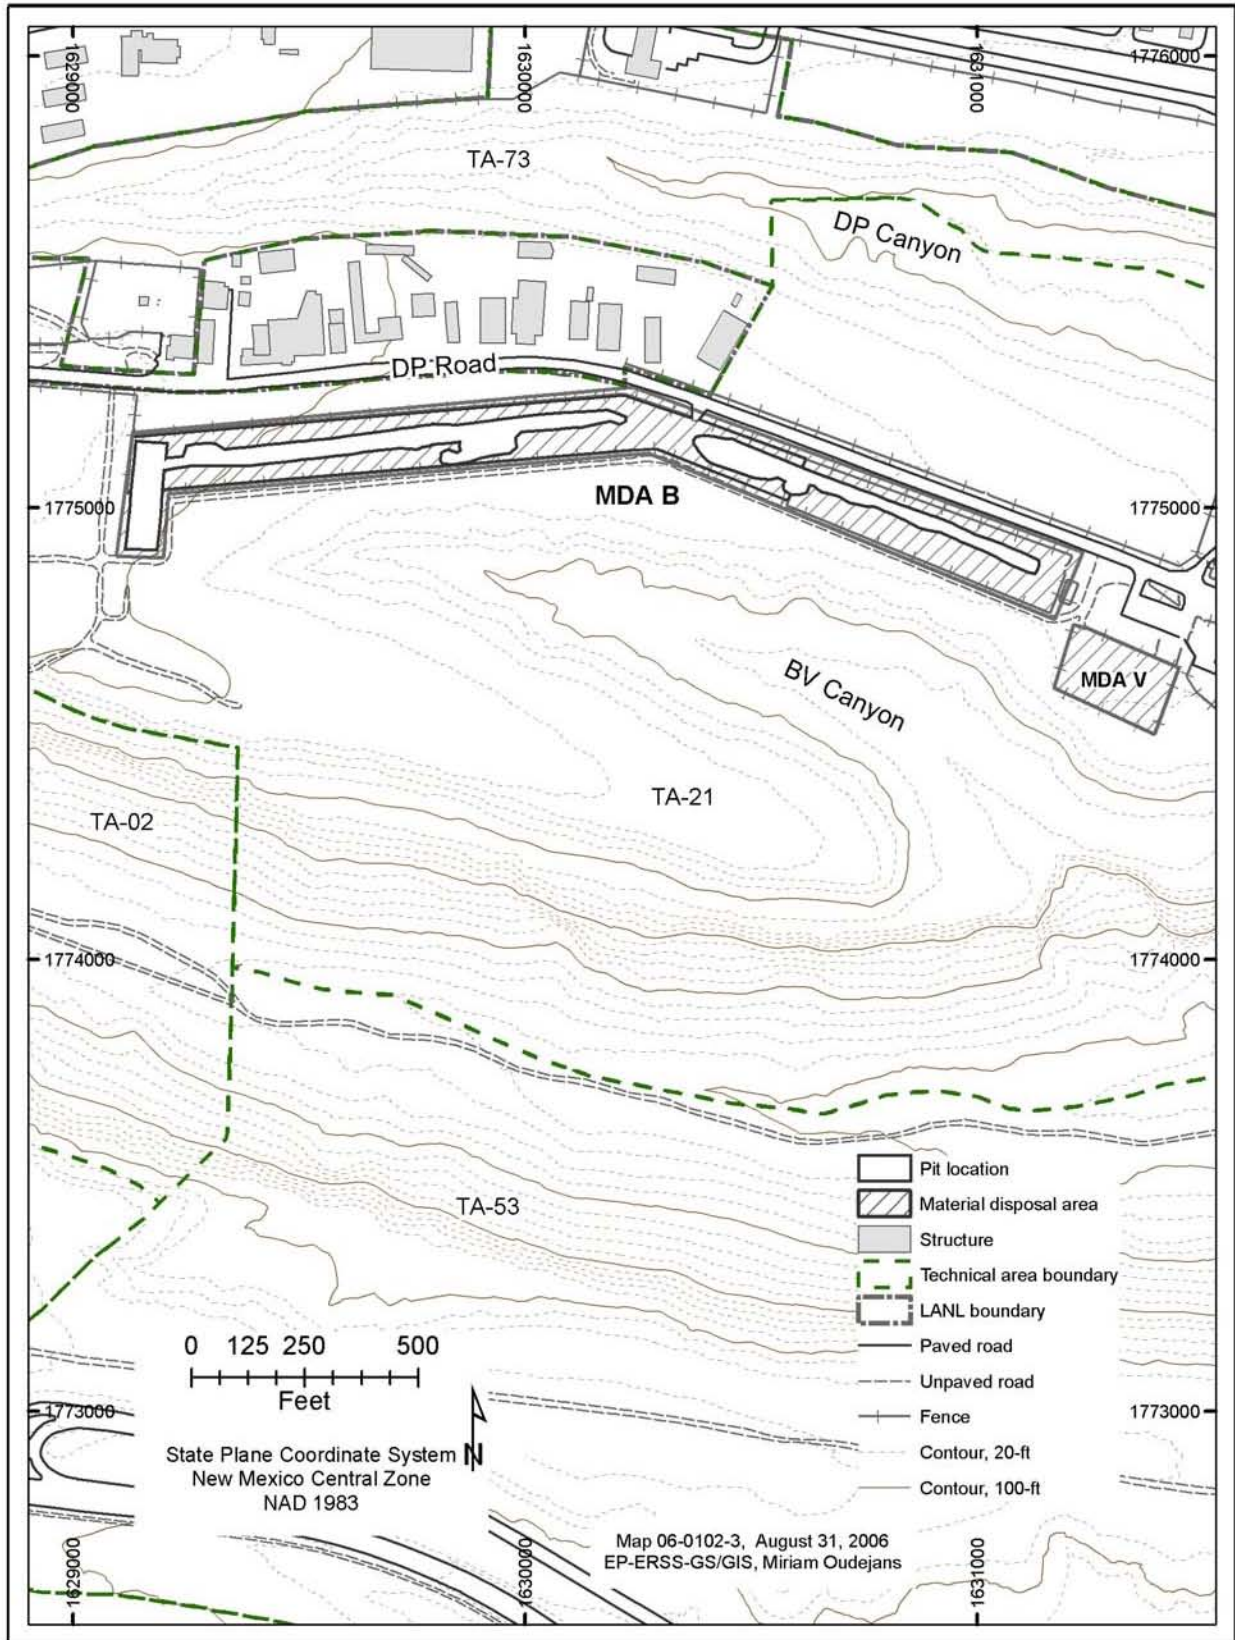 1629000
1630000
1631000
1776000
TA-73
DP Canyon
DP Road
MDA B
1775000
1775000
BV Canyon
MDA V
TA-21
TA-02
1774000
1774000
TA-53
Pit location
Material disposal area
Structure
Technical area boundary
LANL boundary
Paved road
Unpaved road
Fence
Contour, 20-ft
Contour, 100-ft
0 125 250 500
Feet
1773000
1773000
State Plane Coordinate System
New Mexico Central Zone
NAD 1983
N
Map 06-0102-3, August 31, 2006
EP-ERSS-GS/GIS, Miriam Oudejans
1629000
1630000
1631000